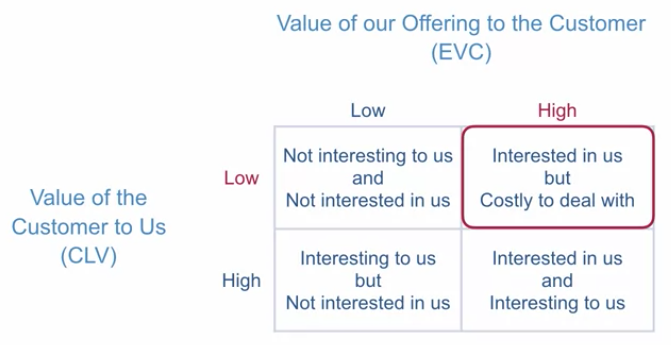 Value of our Offering to the Customer
(EVC)
Low
High
Value of the
Customer to Us
(CLV)
Low
Not interesting to us
and
Not interested in us
Interested in us
but
Costly to deal with
High
Interesting to us
but
Not interested in us
Interested in us
and
Interesting to us